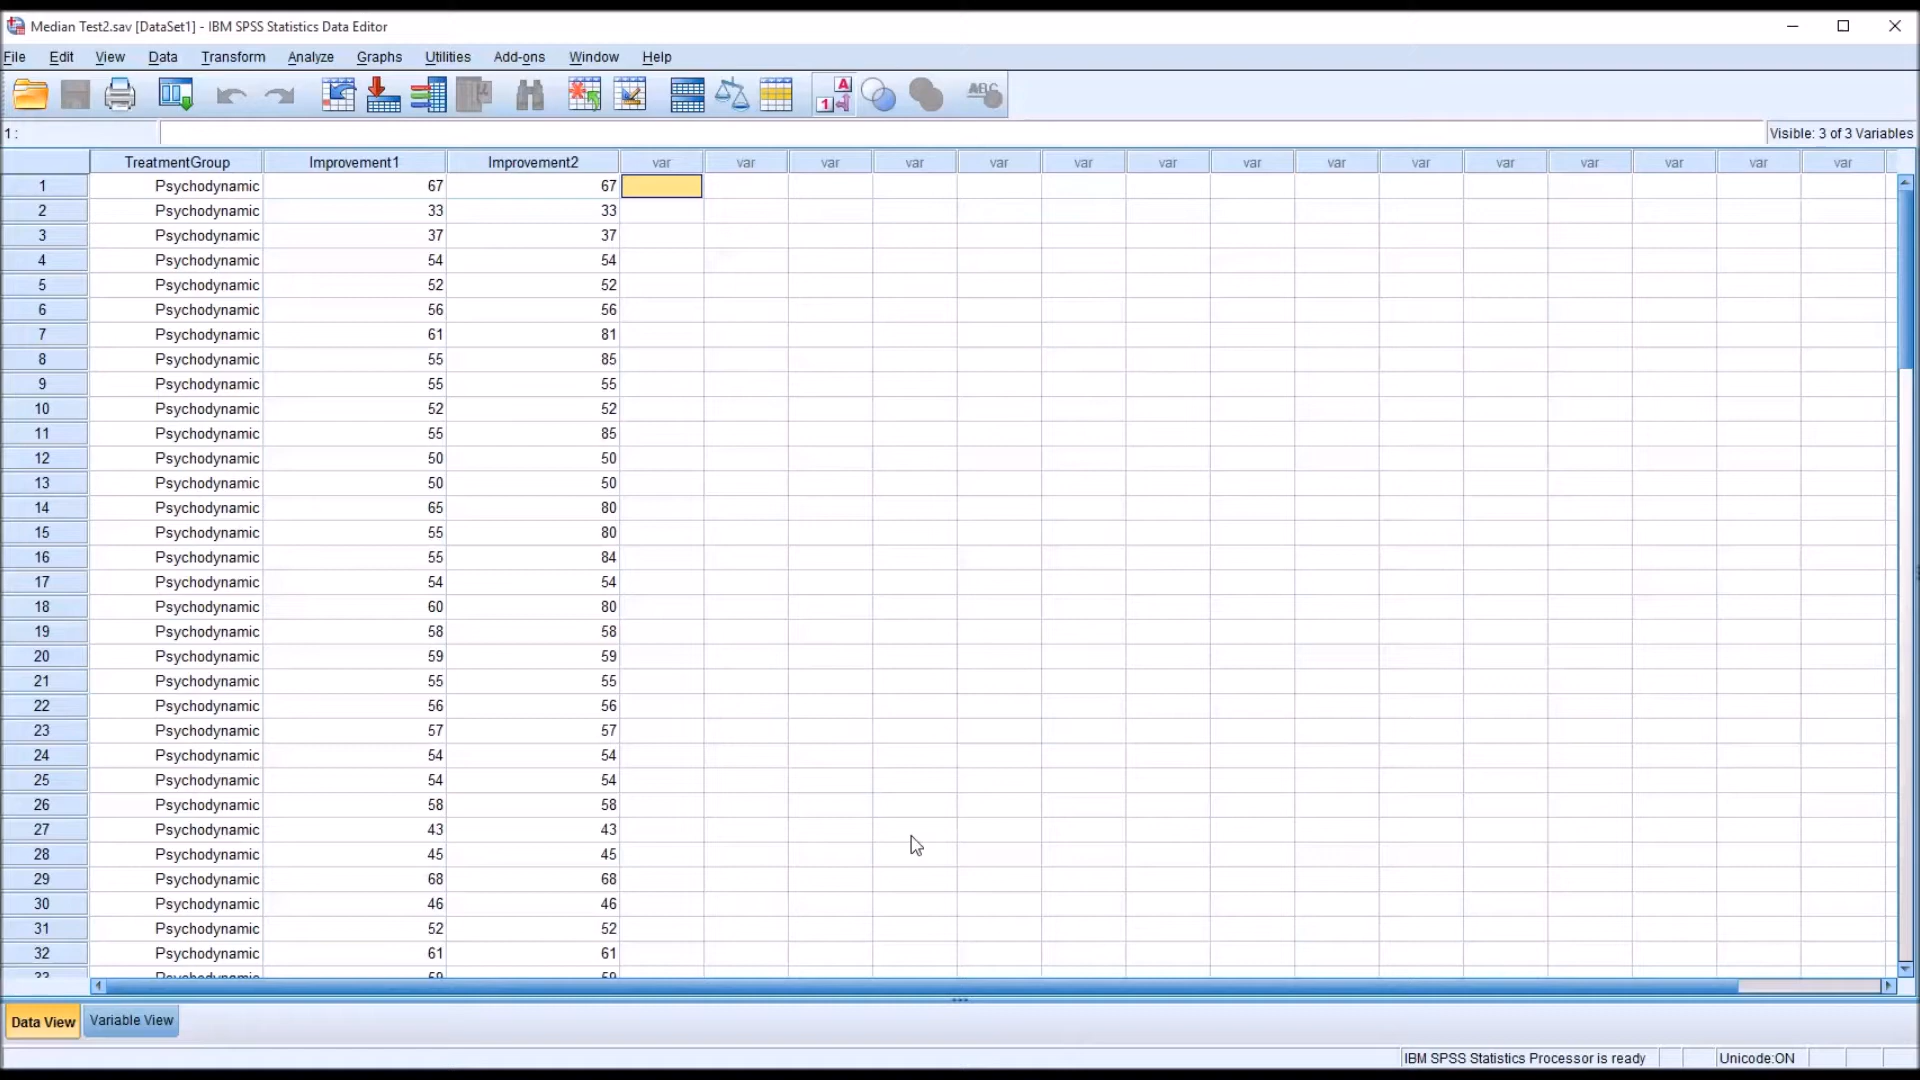 Median Test2.sav [DataSet1] - IBM SPSS Statistics Data Editor
File Edit View Data Transform Analyze Graphs Utilities Add-ons Window Help
1 A ABC
1 : Visible: 3 of 3 Variables
TreatmentGroup Improvement1 Improvement2 var var var var var var var var var var var var var var var
1 Psychodynamic 67 67
2 Psychodynamic 33 33
3 Psychodynamic 37 37
4 Psychodynamic 54 54
5 Psychodynamic 52 52
6 Psychodynamic 56 56
7 Psychodynamic 61 81
8 Psychodynamic 55 85
9 Psychodynamic 55 55
10 Psychodynamic 52 52
11 Psychodynamic 55 85
12 Psychodynamic 50 50
13 Psychodynamic 50 50
14 Psychodynamic 65 80
15 Psychodynamic 55 80
16 Psychodynamic 55 84
17 Psychodynamic 54 54
18 Psychodynamic 60 80
19 Psychodynamic 58 58
20 Psychodynamic 59 59
21 Psychodynamic 55 55
22 Psychodynamic 56 56
23 Psychodynamic 57 57
24 Psychodynamic 54 54
25 Psychodynamic 54 54
26 Psychodynamic 58 58
27 Psychodynamic 43 43
28 Psychodynamic 45 45
29 Psychodynamic 68 68
30 Psychodynamic 46 46
31 Psychodynamic 52 52
32 Psychodynamic 61 61
33 Psychodynamic
Data View Variable View
IBM SPSS Statistics Processor is ready Unicode:ON